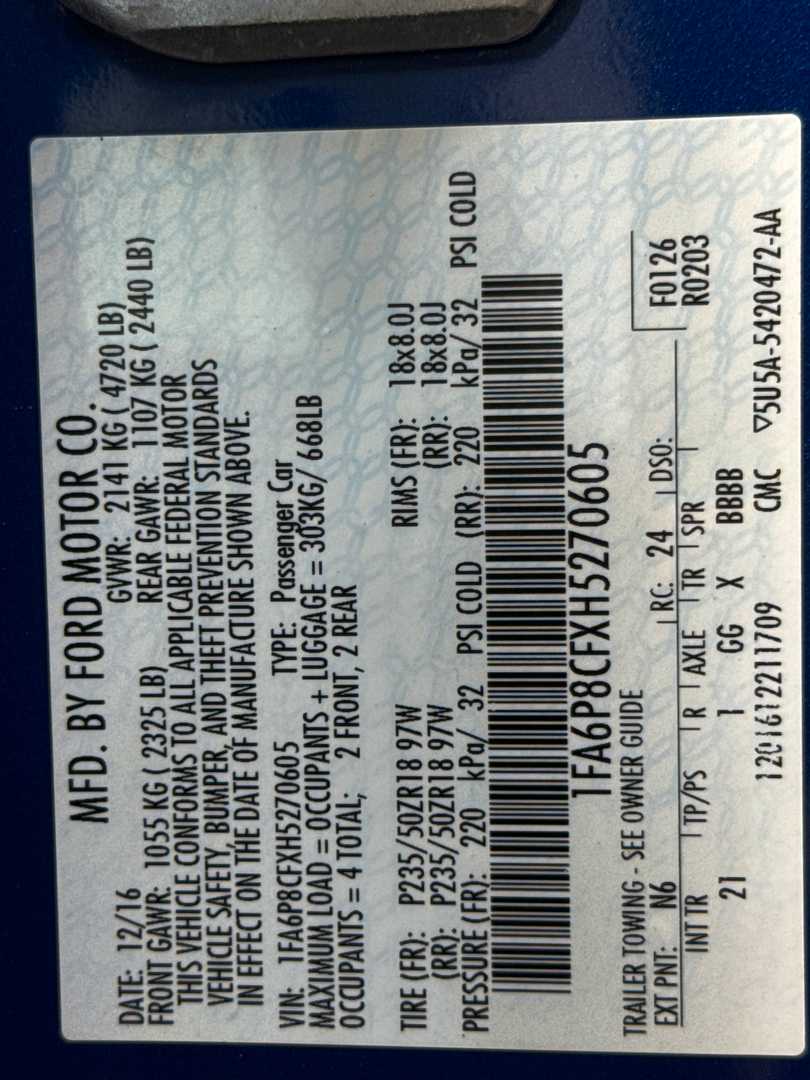 MFD. BY FORD MOTOR CO.
DATE: 12/16 GVWR: 2141 KG ( 4720 LB)
FRONT GAWR: 1055 KG ( 2325 LB) REAR GAWR: 1107 KG ( 2440 LB)
THIS VEHICLE CONFORMS TO ALL APPLICABLE FEDERAL MOTOR
VEHICLE SAFETY, BUMPER, AND THEFT PREVENTION STANDARDS
IN EFFECT ON THE DATE OF MANUFACTURE SHOWN ABOVE.
VIN: 1FA6P8CFXH5270605 TYPE: Passenger Car
MAXIMUM LOAD = OCCUPANTS + LUGGAGE = 303KG/ 668LB
OCCUPANTS = 4 TOTAL; 2 FRONT, 2 REAR
TIRE (FR): P235/50ZR18 97W RIMS (FR): 18x8.0J
(RR): P235/50ZR18 97W (RR): 18x8.0J
PRESSURE (FR): 220 kPa/ 32 PSI COLD (RR): 220 kPa/ 32 PSI COLD
1FA6P8CFXH5270605
TRAILER TOWING - SEE OWNER GUIDE
F0126
EXT PNT: N6 RC: 24 DSO: R0203
INT TR TP/PS R AXLE TR SPR
21 1 GG X BBBB
1201612211709 CMC ▽5U5A-5420472-AA